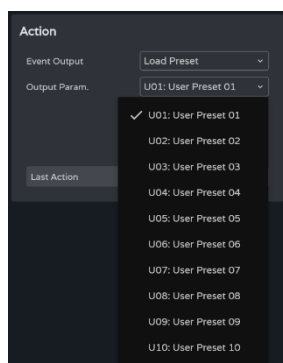 Action
Event Output
Load Preset
Output Param.
U01: User Preset 01
U01: User Preset 01
U02: User Preset 02
U03: User Preset 03
Last Action
U04: User Preset 04
U05: User Preset 05
U06: User Preset 06
U07: User Preset 07
U08: User Preset 08
U09: User Preset 09
U10: User Preset 10